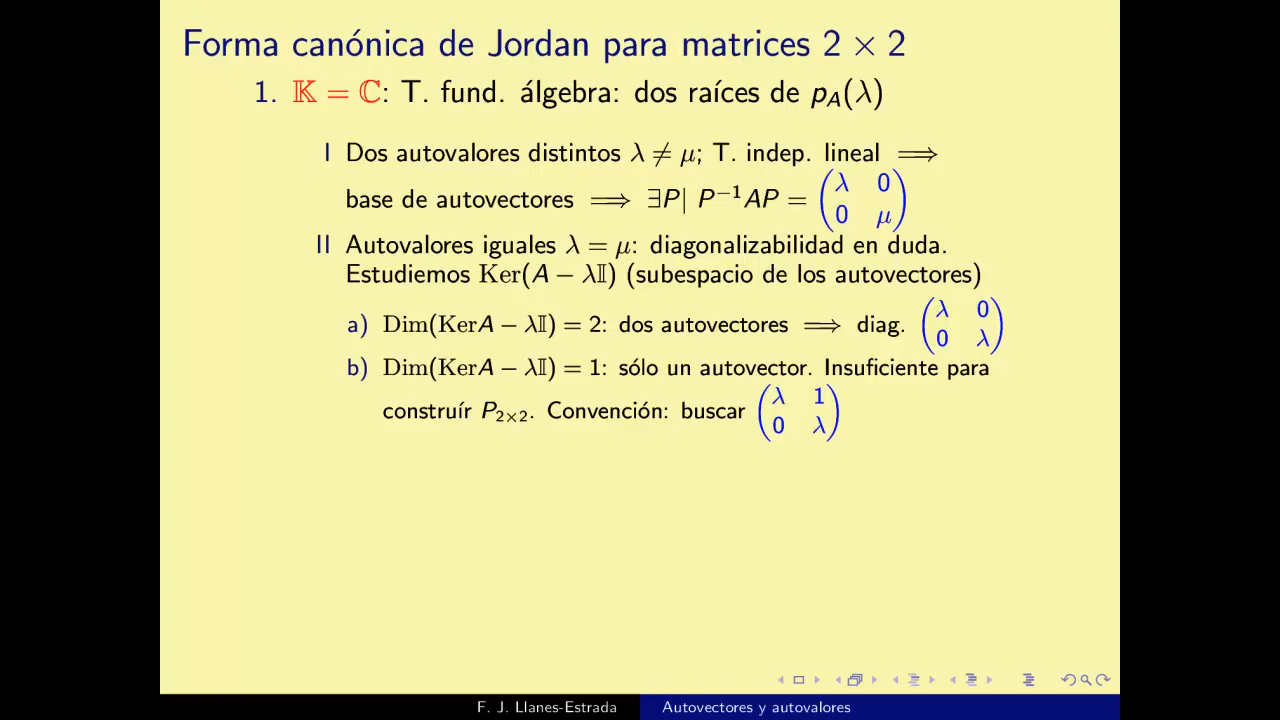 Forma canónica de Jordan para matrices 2 × 2
1. 𝕂 = ℂ: T. fund. álgebra: dos raíces de p_A(λ)
I Dos autovalores distintos λ ≠ μ; T. indep. lineal ⟹
base de autovectores ⟹ ∃P| P⁻¹AP = (λ 0
0 μ)
II Autovalores iguales λ = μ: diagonalizabilidad en duda.
Estudiemos Ker(A − λ𝕀) (subespacio de los autovectores)
a) Dim(KerA − λ𝕀) = 2: dos autovectores ⟹ diag. (λ 0
0 λ)
b) Dim(KerA − λ𝕀) = 1: sólo un autovector. Insuficiente para
construír P₂ₓ₂. Convención: buscar (λ 1
0 λ)
F. J. Llanes-Estrada
Autovectores y autovalores